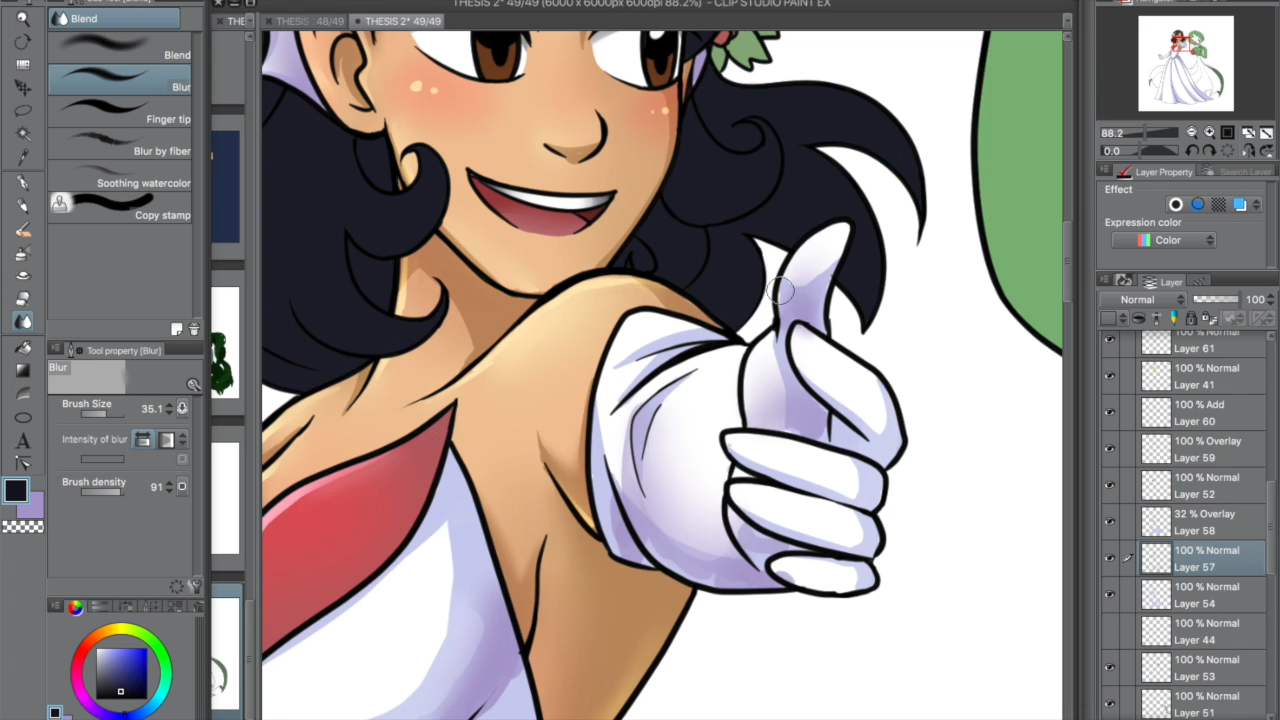 THESIS 2* 49/49 (6000 x 6000px 600dpi 88.2%) - CLIP STUDIO PAINT EX
Blend
THE
THESIS : 48/49
THESIS 2* 49/49
Blend
Blur
Finger tip
Blur by fiber
Soothing watercolor
Copy stamp
Tool property [Blur]
Blur
Brush Size 35.1
Intensity of blur
Brush density 91
88.2
0.0
Layer Property
Search Layer
Effect
Expression color
Color
Layer
Normal 100
100 % Normal
Layer 61
100 % Normal
Layer 41
100 % Add
Layer 60
100 % Overlay
Layer 59
100 % Normal
Layer 52
32 % Overlay
Layer 58
100 % Normal
Layer 57
100 % Normal
Layer 54
100 % Normal
Layer 44
100 % Normal
Layer 53
100 % Normal
Layer 51